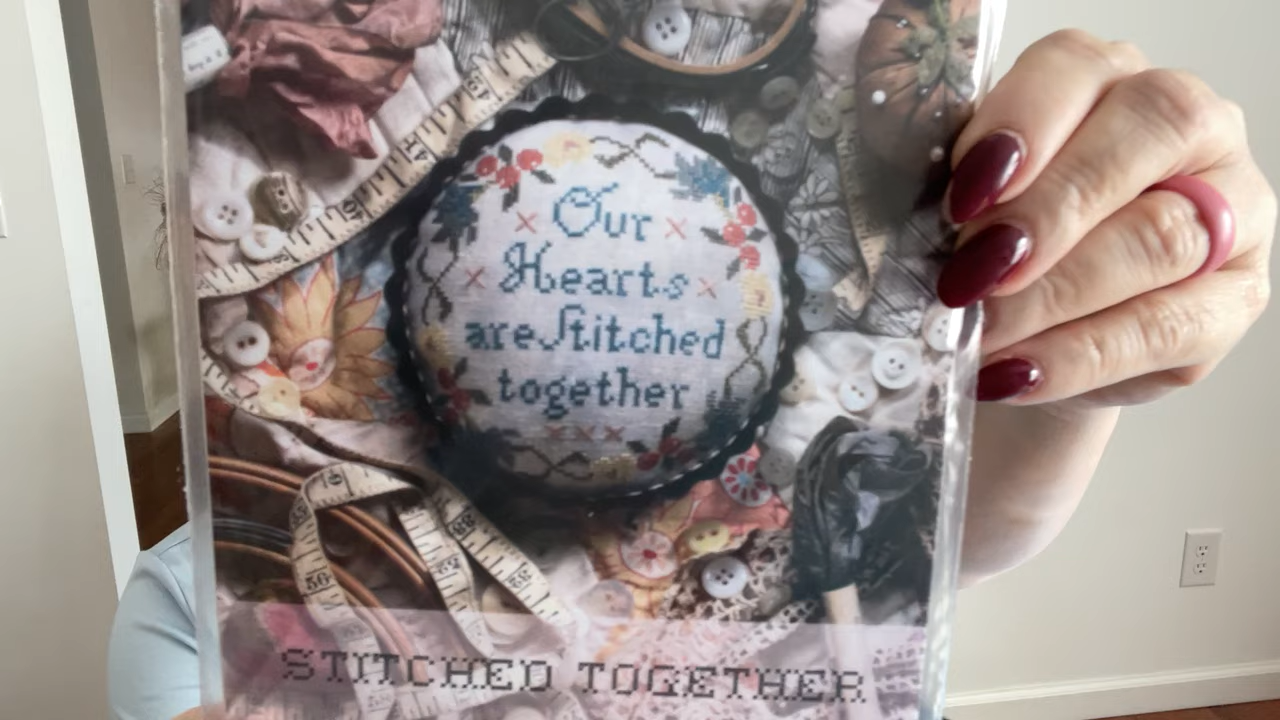 Our
Hearts
are Stitched
together
STITCHED TOGETHER